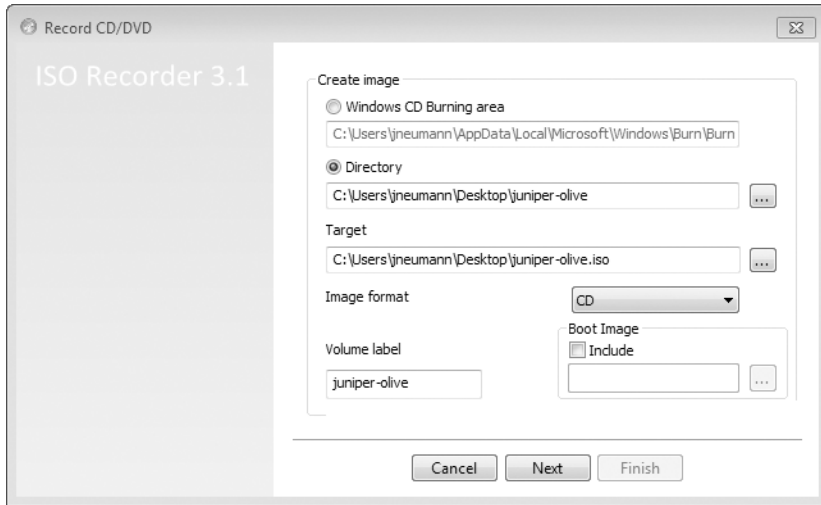 Record CD/DVD
ISO Recorder 3.1
Create image
Windows CD Burning area
C:\Users\jneumann\AppData\Local\Microsoft\Windows\Burn\Burn
Directory
C:\Users\jneumann\Desktop\juniper-olive
...
Target
C:\Users\jneumann\Desktop\juniper-olive.iso
...
Image format
CD
Boot Image
Volume label
Include
juniper-olive
...
Cancel Next Finish